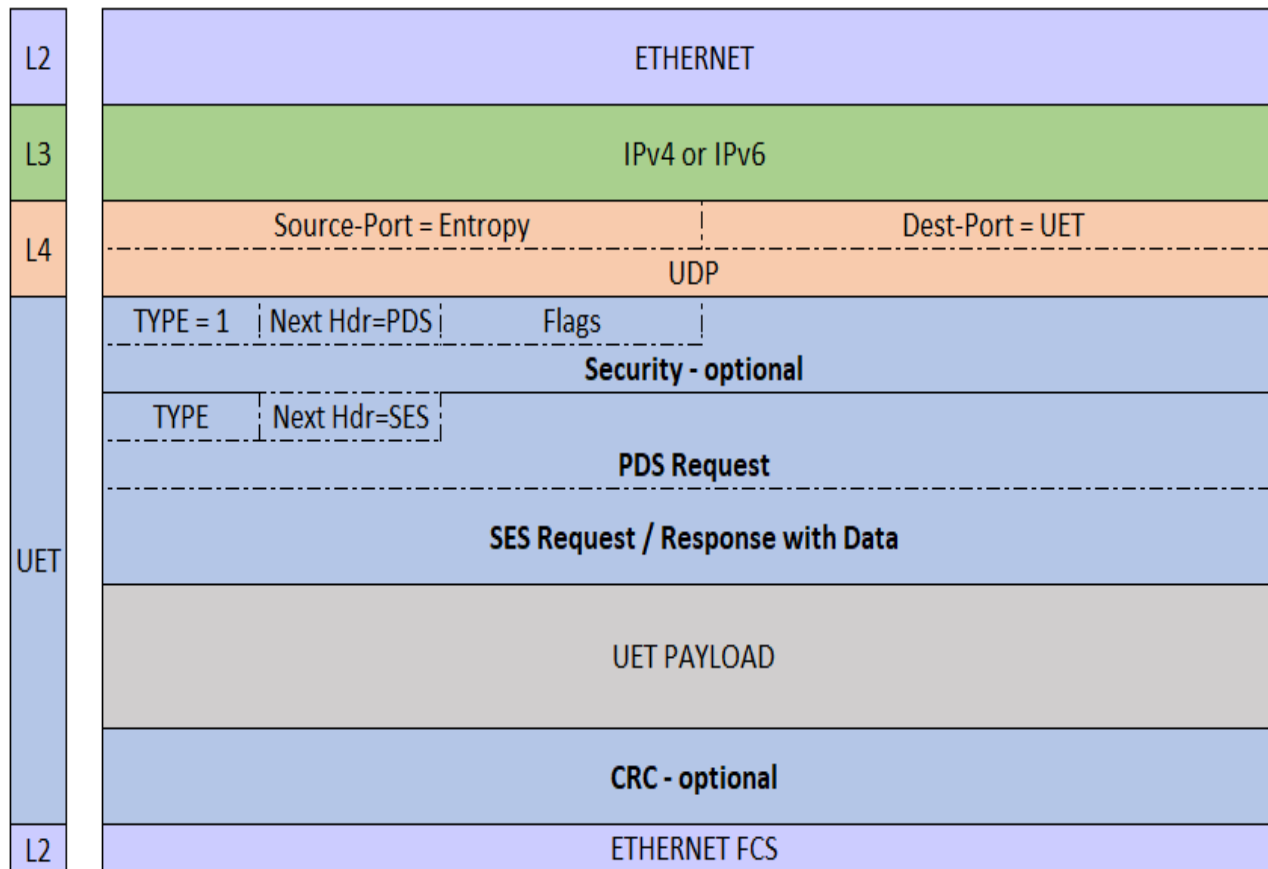 L2
ETHERNET
L3
IPv4 or IPv6
L4
Source-Port = Entropy
Dest-Port = UET
UDP
UET
TYPE = 1
Next Hdr=PDS
Flags
Security - optional
TYPE
Next Hdr=SES
PDS Request
SES Request / Response with Data
UET PAYLOAD
CRC - optional
L2
ETHERNET FCS